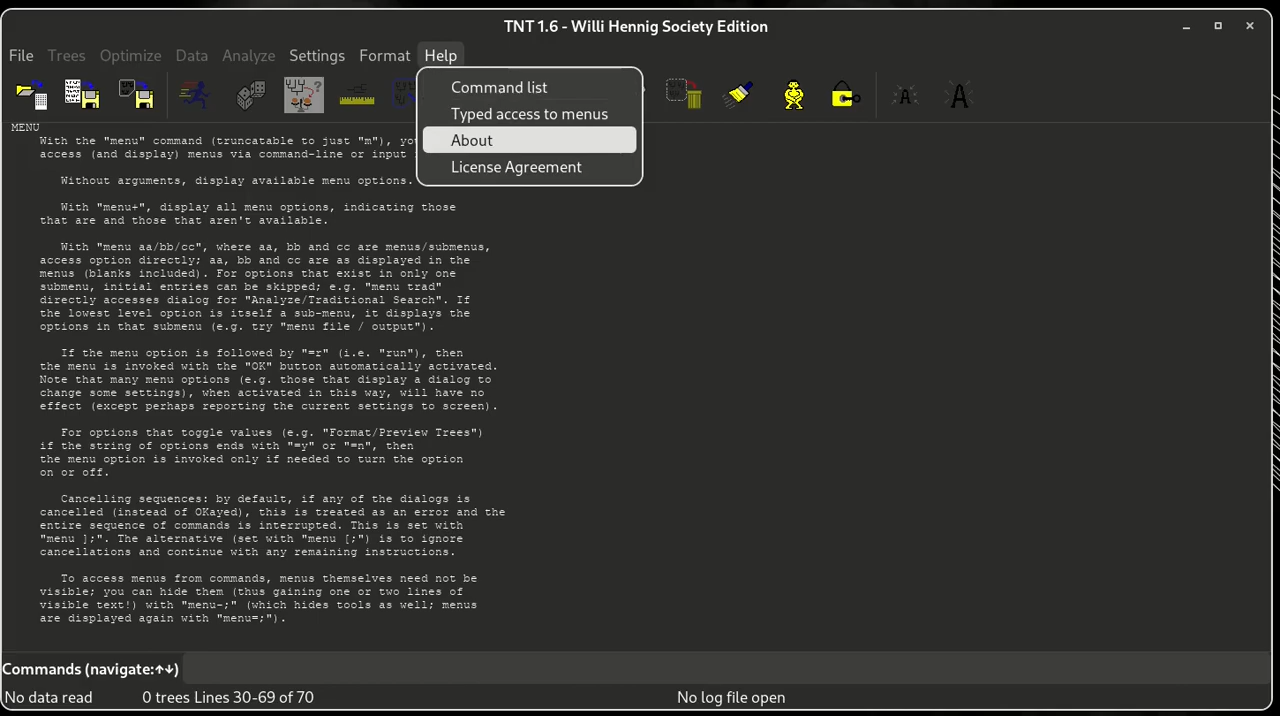 TNT 1.6 - Willi Hennig Society Edition
File Trees Optimize Data Analyze Settings Format Help
Command list
Typed access to menus
About
License Agreement
MENU
With the "menu" command (truncatable to just "m"),
access (and display) menus via command-line or input
Without arguments, display available menu options.
With "menu+", display all menu options, indicating those
that are and those that aren't available.
With "menu aa/bb/cc", where aa, bb and cc are menus/submenus,
access option directly; aa, bb and cc are as displayed in the
menus (blanks included). For options that exist in only one
submenu, initial entries can be skipped; e.g. "menu trad"
directly accesses dialog for "Analyze/Traditional Search". If
the lowest level option is itself a sub-menu, it displays the
options in that submenu (e.g. try "menu file / output").
If the menu option is followed by "=r" (i.e. "run"), then
the menu is invoked with the "OK" button automatically activated.
Note that many menu options (e.g. those that display a dialog to
change some settings), when activated in this way, will have no
effect (except perhaps reporting the current settings to screen).
For options that toggle values (e.g. "Format/Preview Trees")
if the string of options ends with "=y" or "=n", then
the menu option is invoked only if needed to turn the option
on or off.
Cancelling sequences: by default, if any of the dialogs is
cancelled (instead of OKayed), this is treated as an error and the
entire sequence of commands is interrupted. This is set with
"menu ];". The alternative (set with "menu [;") is to ignore
cancellations and continue with any remaining instructions.
To access menus from commands, menus themselves need not be
visible; you can hide them (thus gaining one or two lines of
visible text!) with "menu-;" (which hides tools as well; menus
are displayed again with "menu=;").
Commands (navigate:↑↓)
No data read 0 trees Lines 30-69 of 70 No log file open